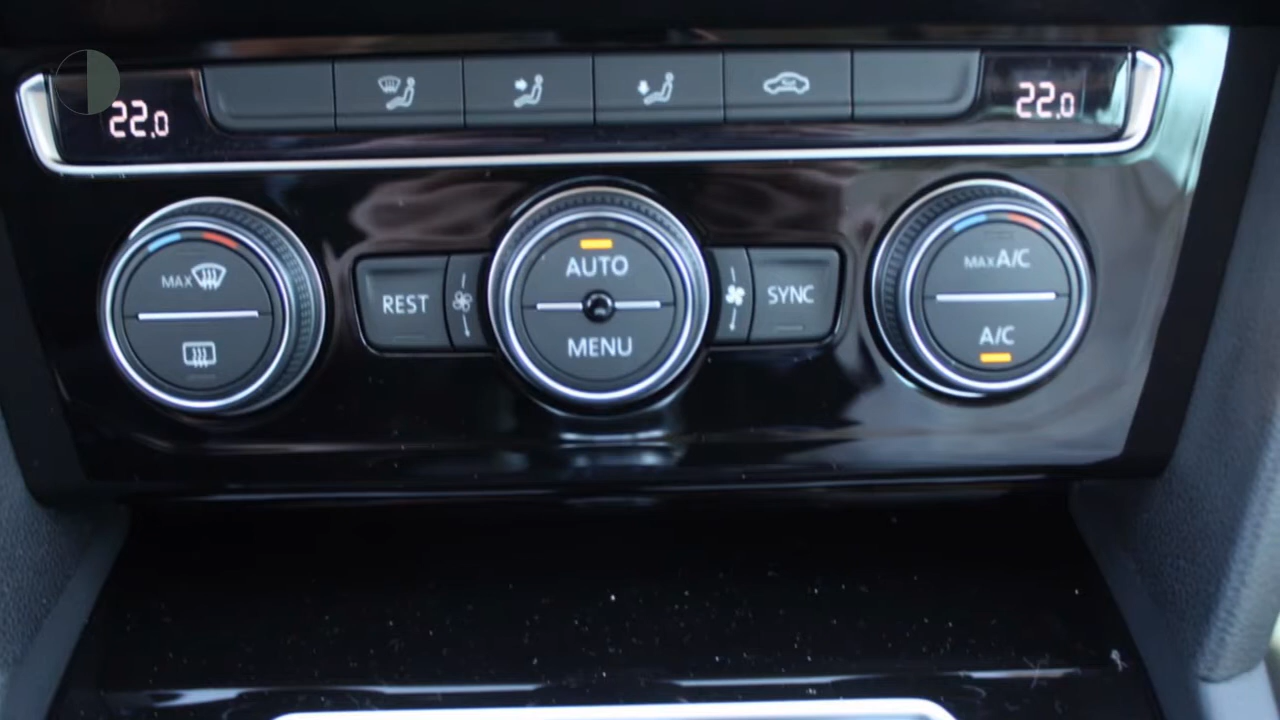 22.0
22.0
MAX
REST
AUTO
MENU
SYNC
MAX A/C
A/C